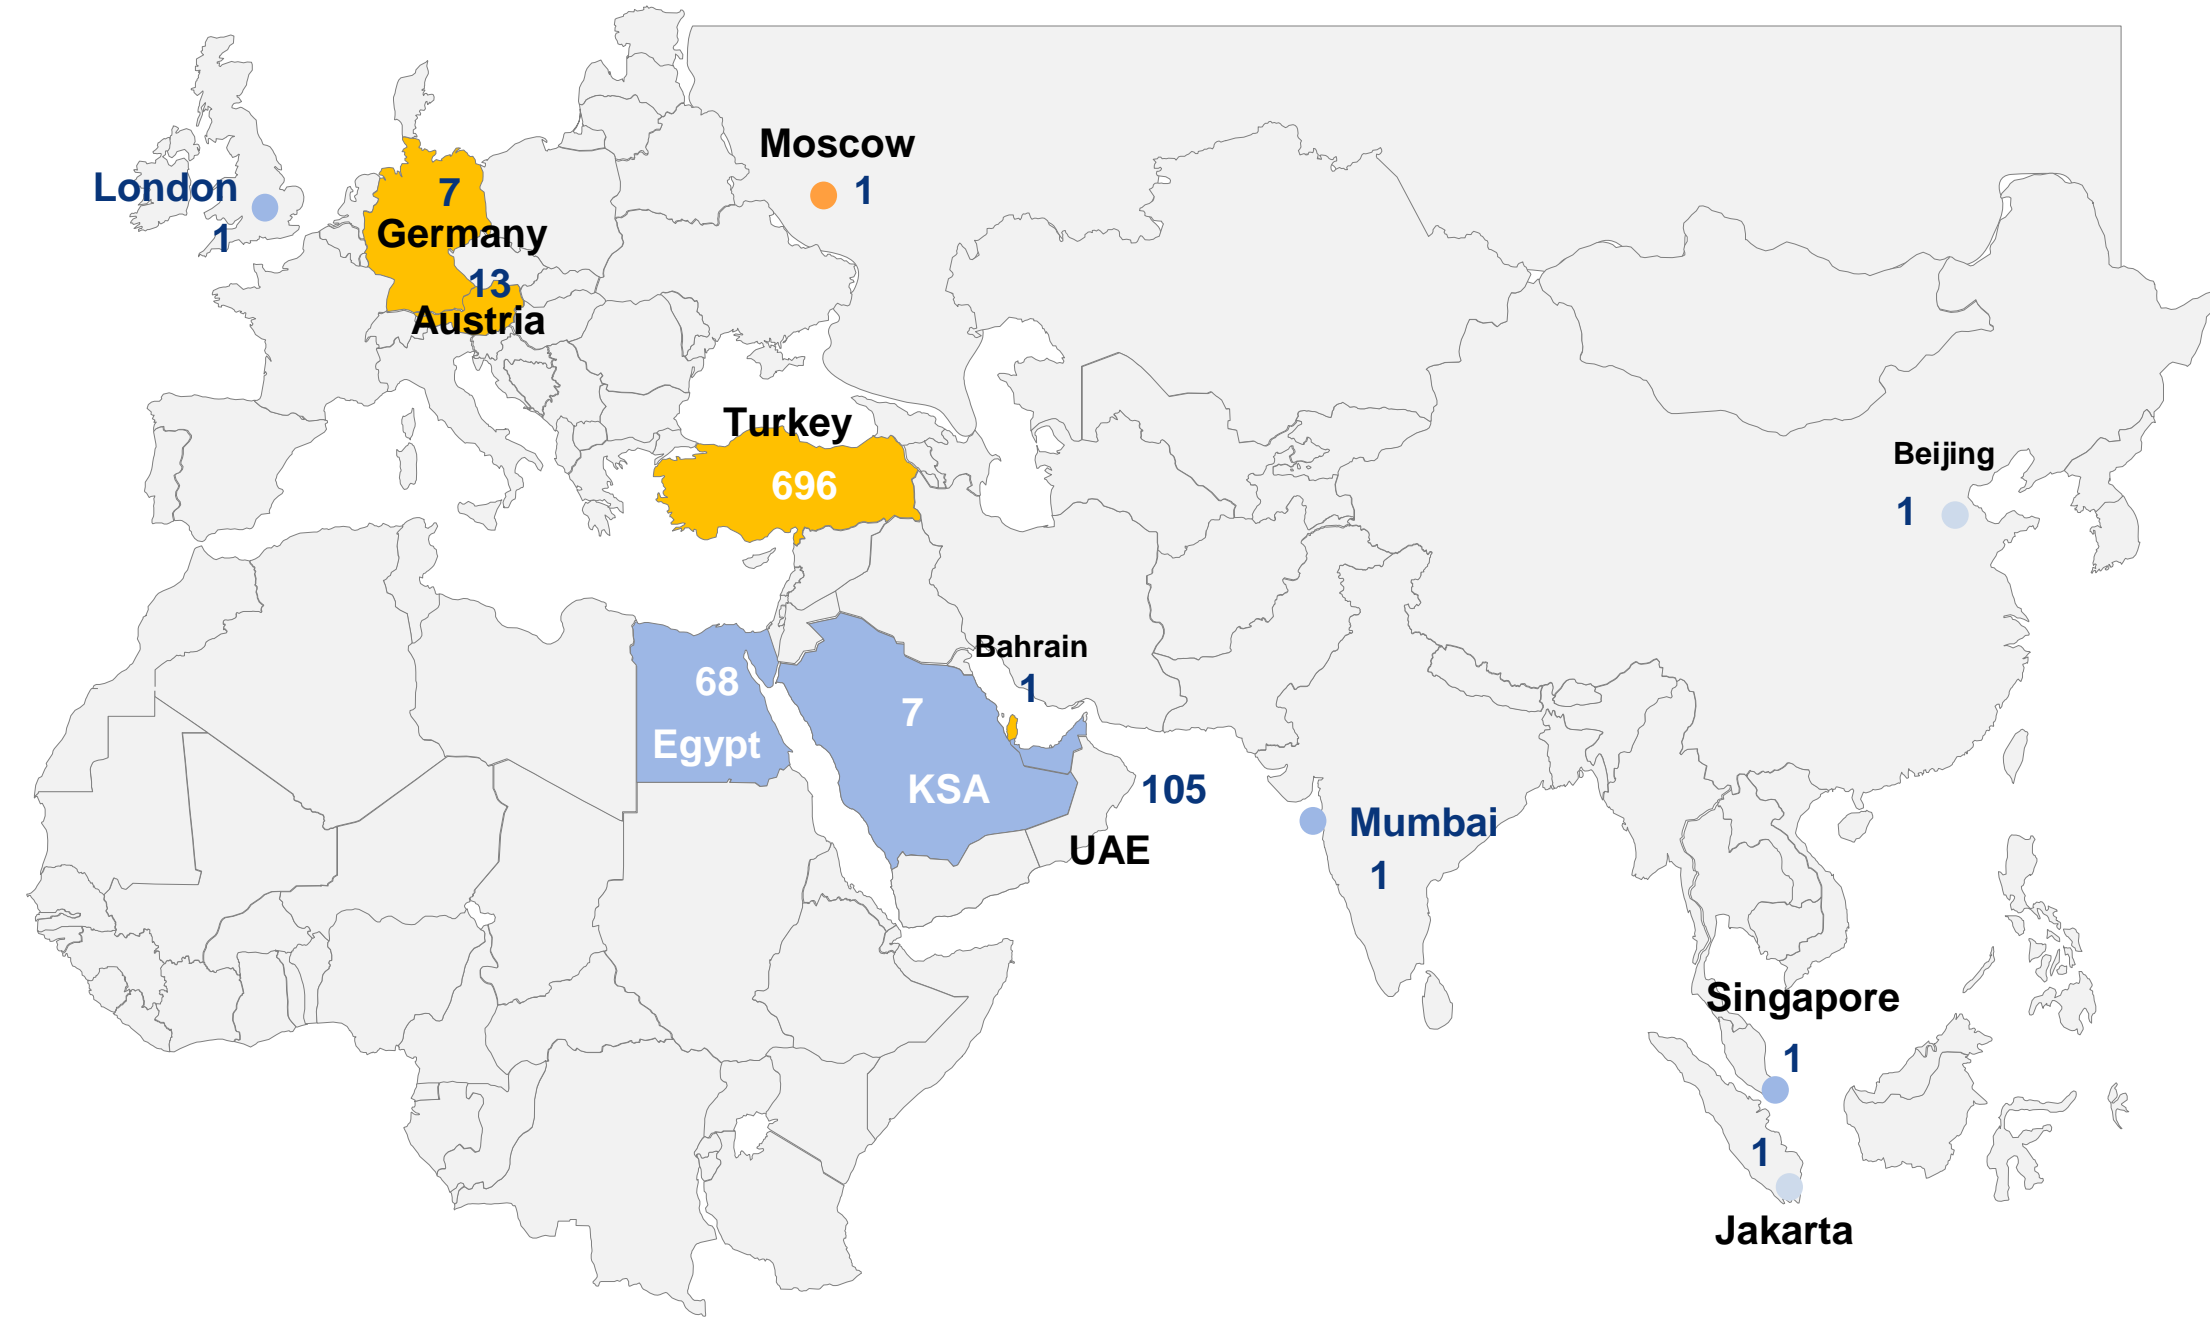 Moscow
1
London
1
7
Germany
13
Austria
Turkey
696
Beijing
1
Bahrain
1
68
Egypt
7
KSA
105
UAE
Mumbai
1
Singapore
1
1
Jakarta